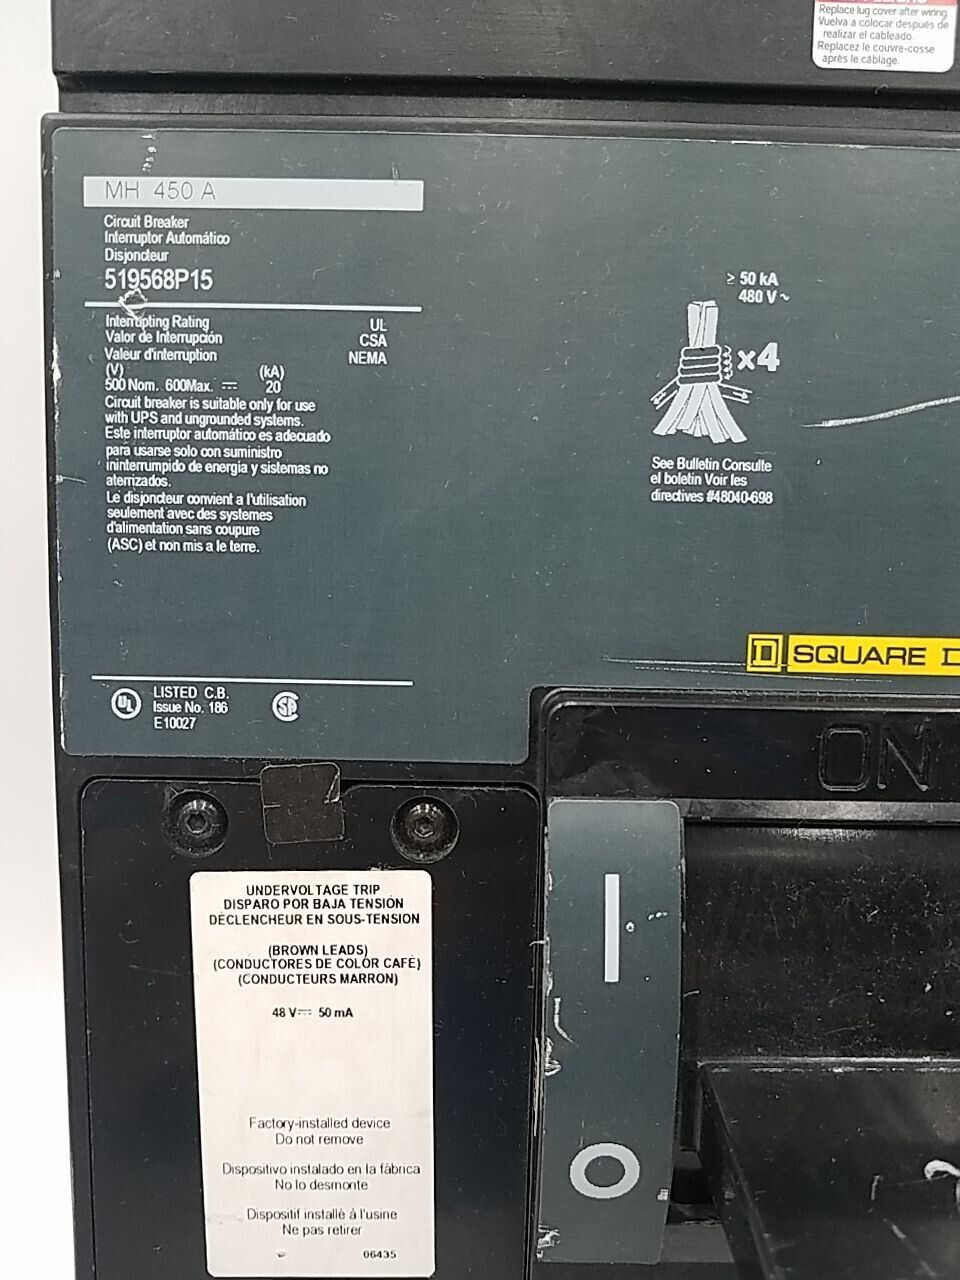 Replace lug cover after wiring.
Vuelva a colocar después de
realizar el cableado.
Replacez le couvre-cosse
après le câblage.
MH 450 A
Circuit Breaker
Interruptor Automático
Disjoncteur
519568P15
Interrupting Rating UL
Valor de Interrupción CSA
Valeur d'interruption NEMA
(V) (kA)
500 Nom. 600Max. ⎓ 20
Circuit breaker is suitable only for use
with UPS and ungrounded systems.
Este interruptor automático es adecuado
para usarse solo con suministro
ininterrumpido de energia y sistemas no
aterrizados.
Le disjoncteur convient a l'utilisation
seulement avec des systemes
d'alimentation sans coupure
(ASC) et non mis a le terre.
≥ 50 kA
480 V ~
x4
See Bulletin Consulte
el boletin Voir les
directives #48040-698
SQUARE D
UL LISTED C.B.
Issue No. 186
E10027
ON
UNDERVOLTAGE TRIP
DISPARO POR BAJA TENSIÓN
DÉCLENCHEUR EN SOUS-TENSION
(BROWN LEADS)
(CONDUCTORES DE COLOR CAFÉ)
(CONDUCTEURS MARRON)
48 V⎓ 50 mA
Factory-installed device
Do not remove
Dispositivo instalado en la fábrica
No lo desmonte
Dispositif installé à l'usine
Ne pas retirer
06435